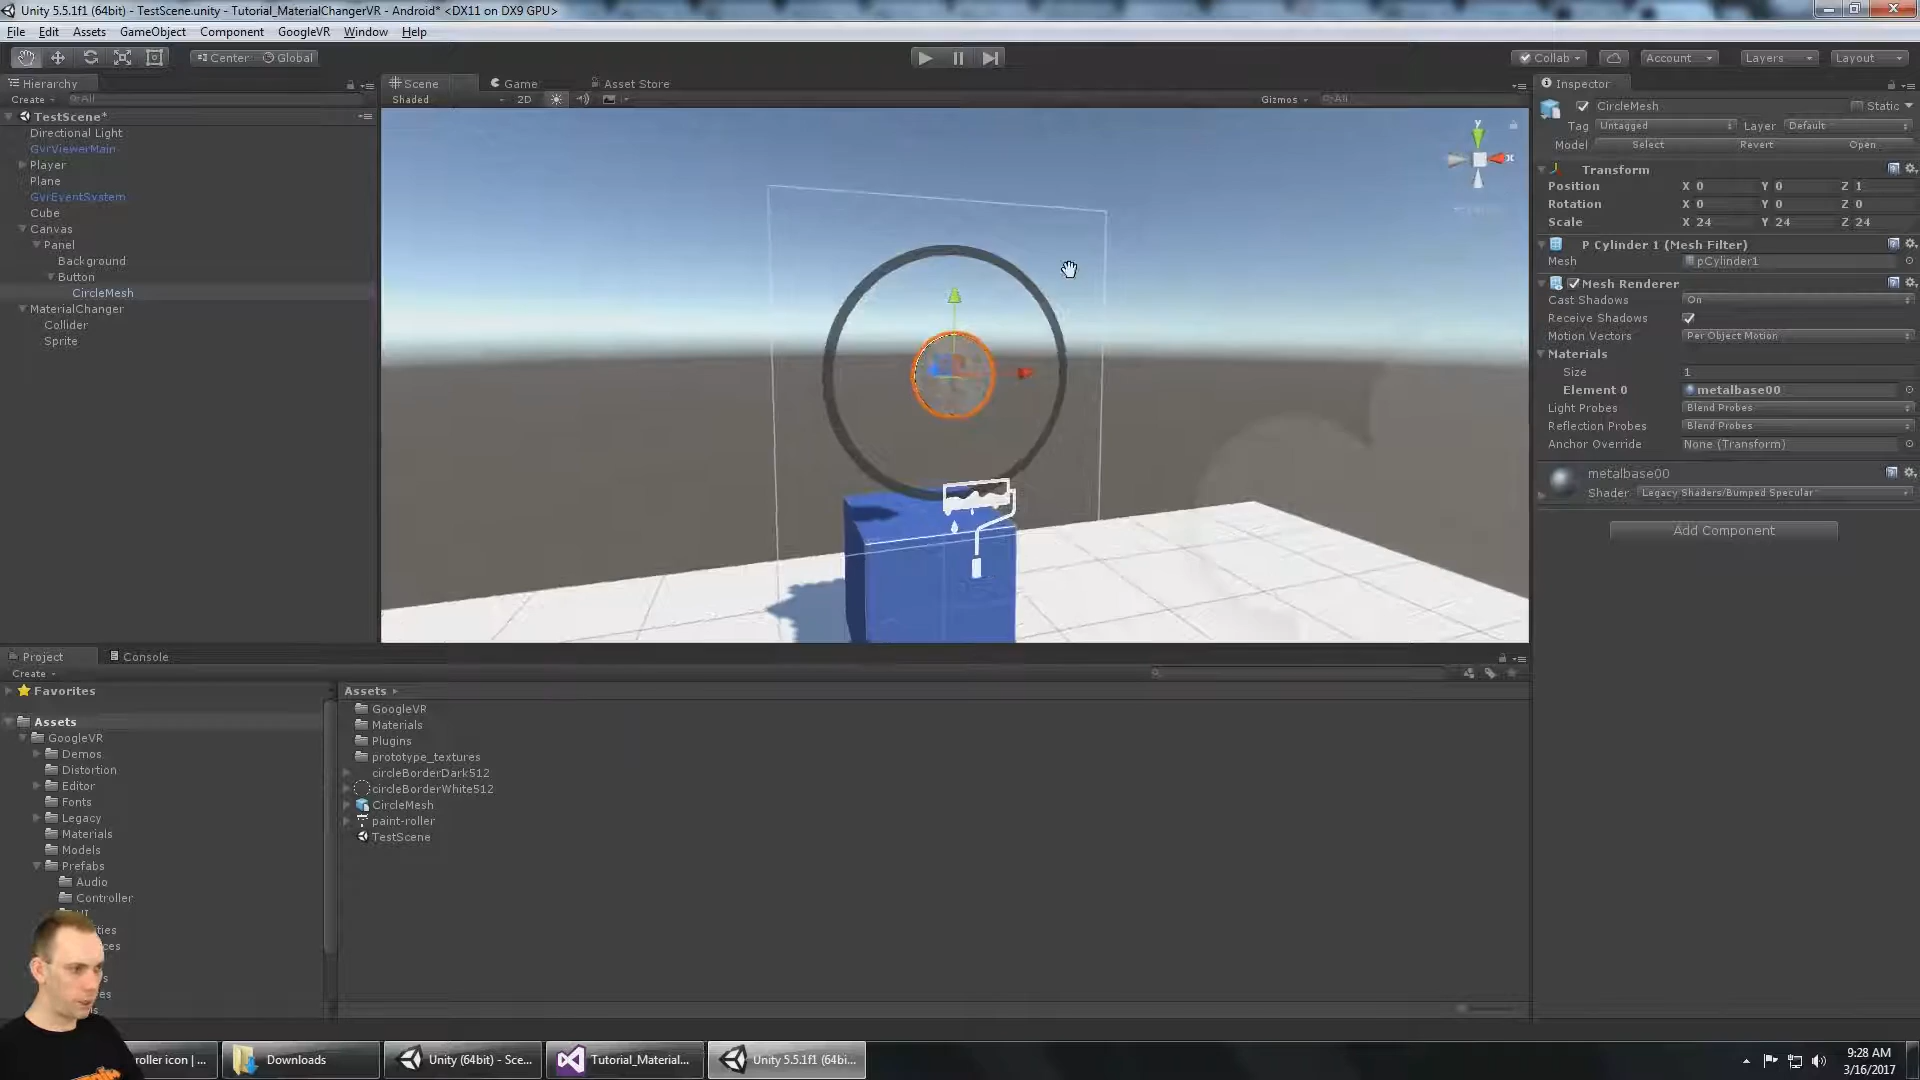 Unity 5.5.1f1 (64bit) - TestScene.unity - Tutorial_MaterialChangerVR - Android* <DX11 on DX9 GPU>
File Edit Assets GameObject Component GoogleVR Window Help
Center Global
Collab Account Layers Layout
Hierarchy
Create All
TestScene*
Directional Light
GvrViewerMain
Player
Plane
GvrEventSystem
Cube
Canvas
Panel
Background
Button
CircleMesh
MaterialChanger
Collider
Sprite
Scene Game Asset Store
Shaded 2D Gizmos All
y
x
Inspector
CircleMesh Static
Tag Untagged Layer Default
Model Select Revert Open
Transform
Position X 0 Y 0 Z 1
Rotation X 0 Y 0 Z 0
Scale X 24 Y 24 Z 24
P Cylinder 1 (Mesh Filter)
Mesh pCylinder1
Mesh Renderer
Cast Shadows On
Receive Shadows
Motion Vectors Per Object Motion
Materials
Size 1
Element 0 metalbase00
Light Probes Blend Probes
Reflection Probes Blend Probes
Anchor Override None (Transform)
metalbase00
Shader Legacy Shaders/Bumped Specular
Add Component
Project Console
Create
Favorites
Assets
GoogleVR
Demos
Distortion
Editor
Fonts
Legacy
Materials
Models
Prefabs
Audio
Controller
UI
Assets
GoogleVR
Materials
Plugins
prototype_textures
circleBorderDark512
circleBorderWhite512
CircleMesh
paint-roller
TestScene
roller icon | ...
Downloads
Unity (64bit) - Sce...
Tutorial_Material...
Unity 5.5.1f1 (64bi...
9:28 AM
3/16/2017